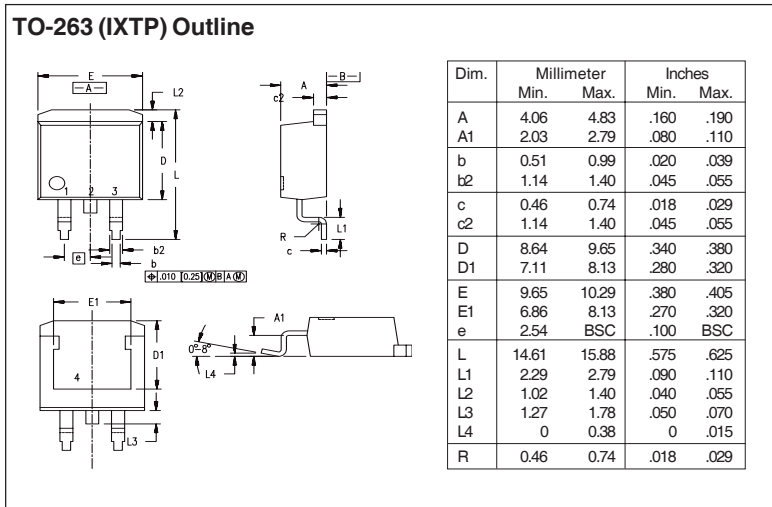 TO-263 (IXTP) Outline
E
A
L2
D
L
1 2 3
e
b2
b
⌖ .010 [0.25] Ⓜ B A Ⓜ
A
B
c2
R
L1
c
E1
D1
4
L3
A1
0°-8°
L4
Dim. Millimeter Inches
Min. Max. Min. Max.
A 4.06 4.83 .160 .190
A1 2.03 2.79 .080 .110
b 0.51 0.99 .020 .039
b2 1.14 1.40 .045 .055
c 0.46 0.74 .018 .029
c2 1.14 1.40 .045 .055
D 8.64 9.65 .340 .380
D1 7.11 8.13 .280 .320
E 9.65 10.29 .380 .405
E1 6.86 8.13 .270 .320
e 2.54 BSC .100 BSC
L 14.61 15.88 .575 .625
L1 2.29 2.79 .090 .110
L2 1.02 1.40 .040 .055
L3 1.27 1.78 .050 .070
L4 0 0.38 0 .015
R 0.46 0.74 .018 .029